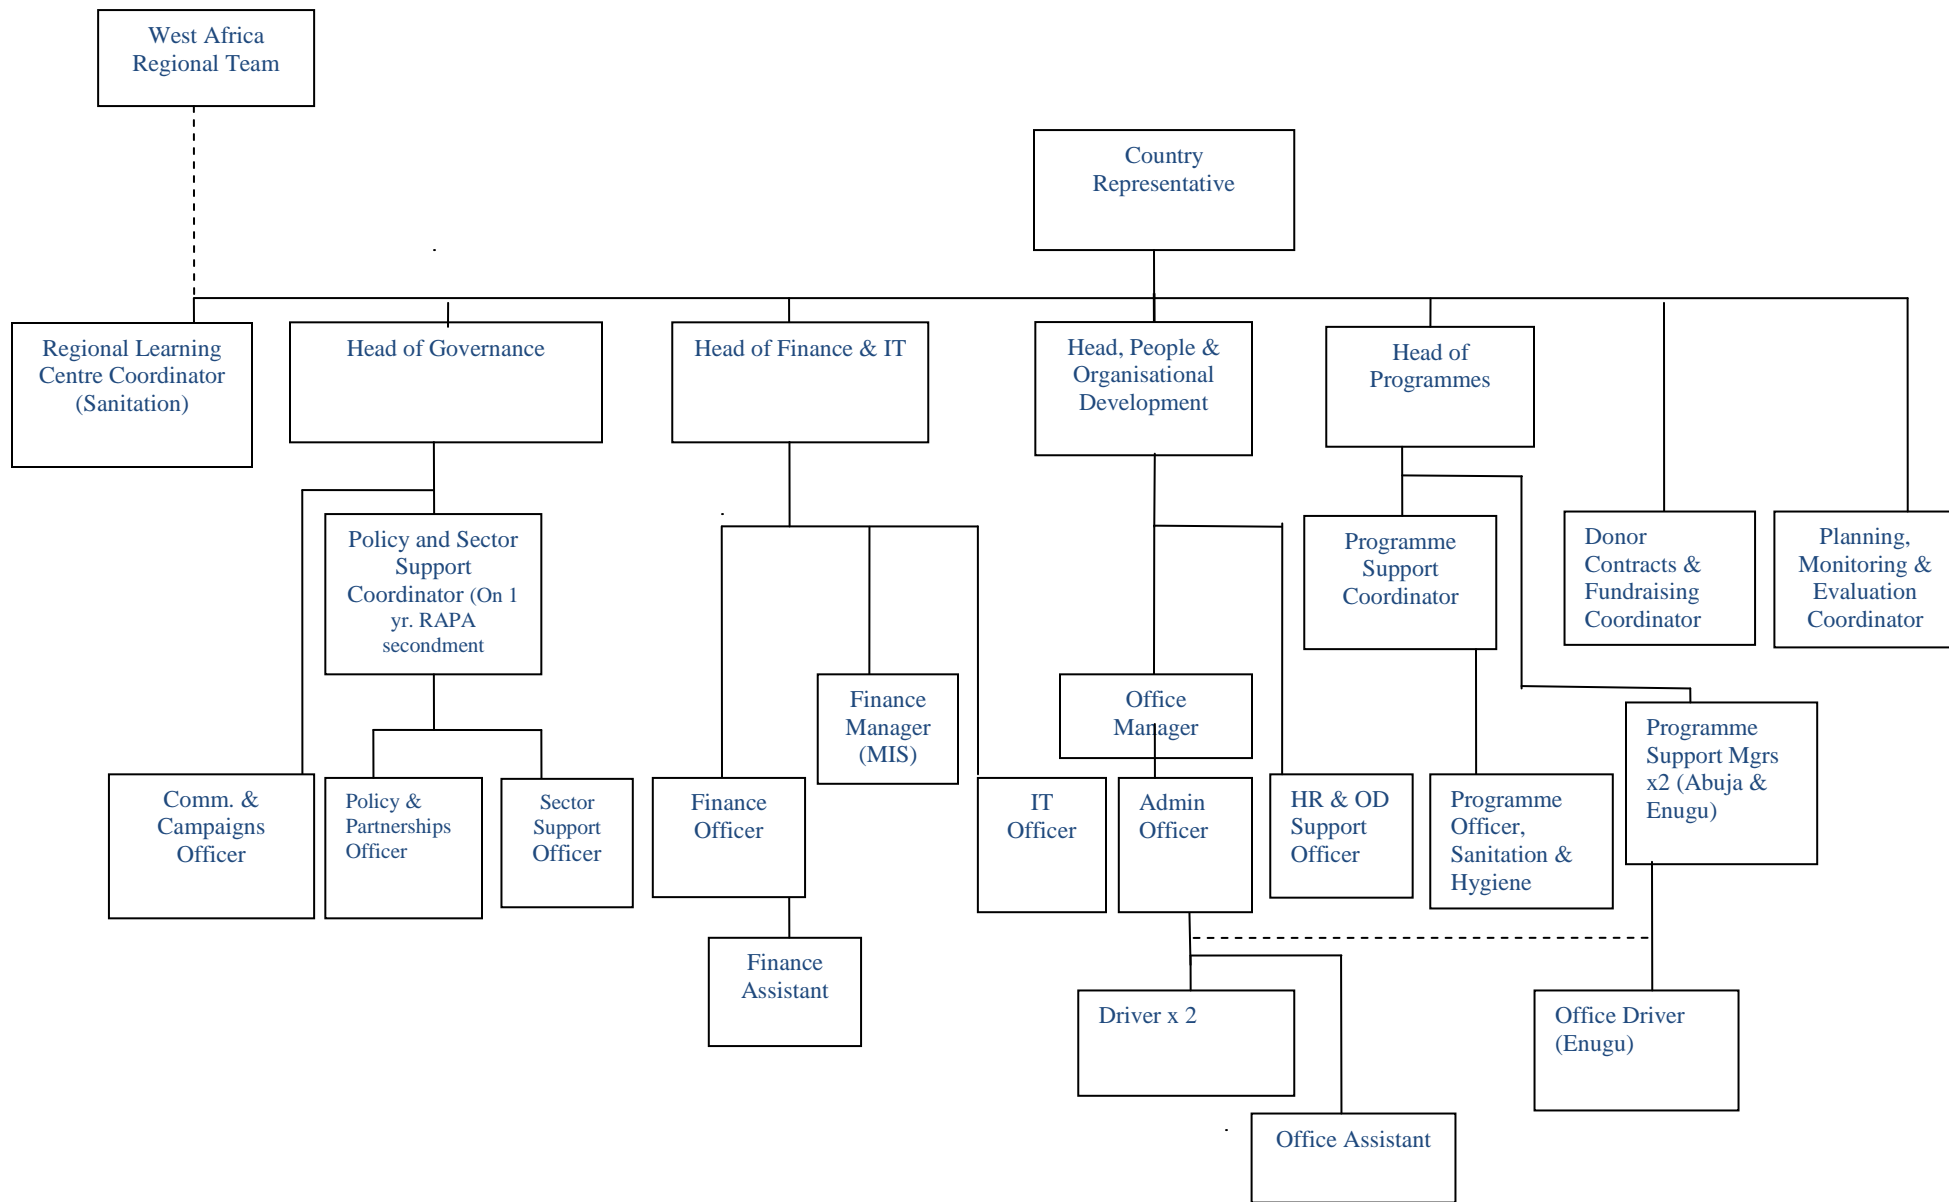 West Africa
Regional Team
Country
Representative
Regional Learning
Centre Coordinator
(Sanitation)
Head of Governance
Head of Finance & IT
Head, People &
Organisational
Development
Head of
Programmes
Policy and Sector
Support
Coordinator (On 1
yr. RAPA
secondment
Programme
Support
Coordinator
Donor
Contracts &
Fundraising
Coordinator
Planning,
Monitoring &
Evaluation
Coordinator
Finance
Manager
(MIS)
Office
Manager
Programme
Support Mgrs
x2 (Abuja &
Enugu)
Comm. &
Campaigns
Officer
Policy &
Partnerships
Officer
Sector
Support
Officer
Finance
Officer
IT
Officer
Admin
Officer
HR & OD
Support
Officer
Programme
Officer,
Sanitation &
Hygiene
Finance
Assistant
Driver x 2
Office Driver
(Enugu)
Office Assistant